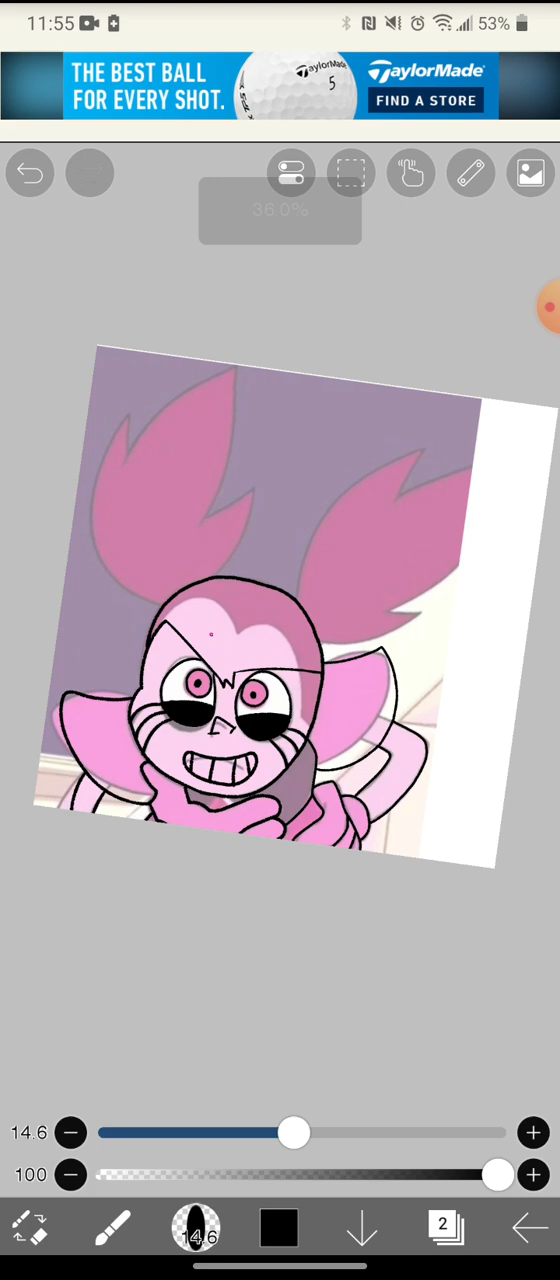 11:55
53%
THE BEST BALL
FOR EVERY SHOT.
TaylorMade
5
TaylorMade
FIND A STORE
36.0%
14.6
100
14.6
2